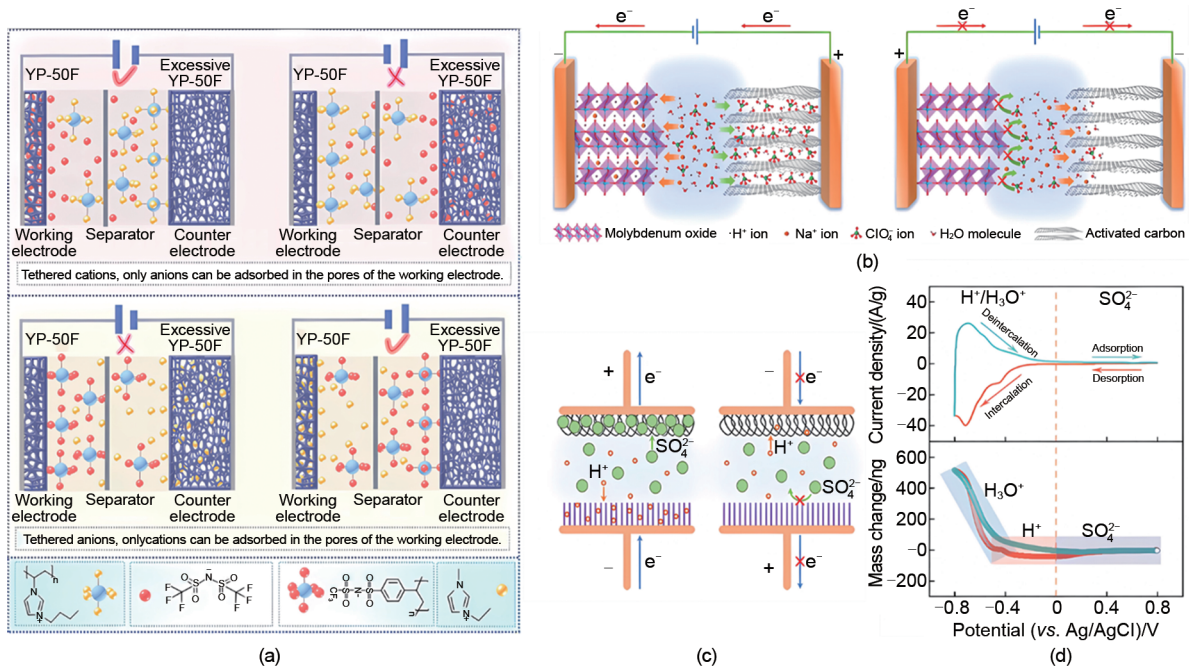 YP-50F
Excessive
YP-50F
Working
electrode
Separator
Counter
electrode
YP-50F
Excessive
YP-50F
Working
electrode
Separator
Counter
electrode
Tethered cations, only anions can be adsorbed in the pores of the working electrode.
YP-50F
Excessive
YP-50F
Working
electrode
Separator
Counter
electrode
YP-50F
Excessive
YP-50F
Working
electrode
Separator
Counter
electrode
Tethered anions, onlycations can be adsorbed in the pores of the working electrode.
n
N
+
F
F
F
O
S
O
N
−
O
S
O
F
F
F
CF₃
O
S
O
N
O
S
O
n
N
N
+
(a)
e⁻
e⁻
−
+
e⁻
e⁻
+
−
Molybdenum oxide
H⁺ ion
Na⁺ ion
ClO₄⁻ ion
H₂O molecule
Activated carbon
(b)
+
e⁻
SO₄²⁻
H⁺
−
e⁻
−
e⁻
H⁺
SO₄²⁻
+
e⁻
(c)
Current density/(A/g)
40
20
0
−20
−40
H⁺/H₃O⁺
SO₄²⁻
Deintercalation
Intercalation
Adsorption
Desorption
Mass change/ng
600
400
200
−0
−200
H₃O⁺
H⁺
SO₄²⁻
−0.8
−0.4
0
0.4
0.8
Potential (vs. Ag/AgCl)/V
(d)